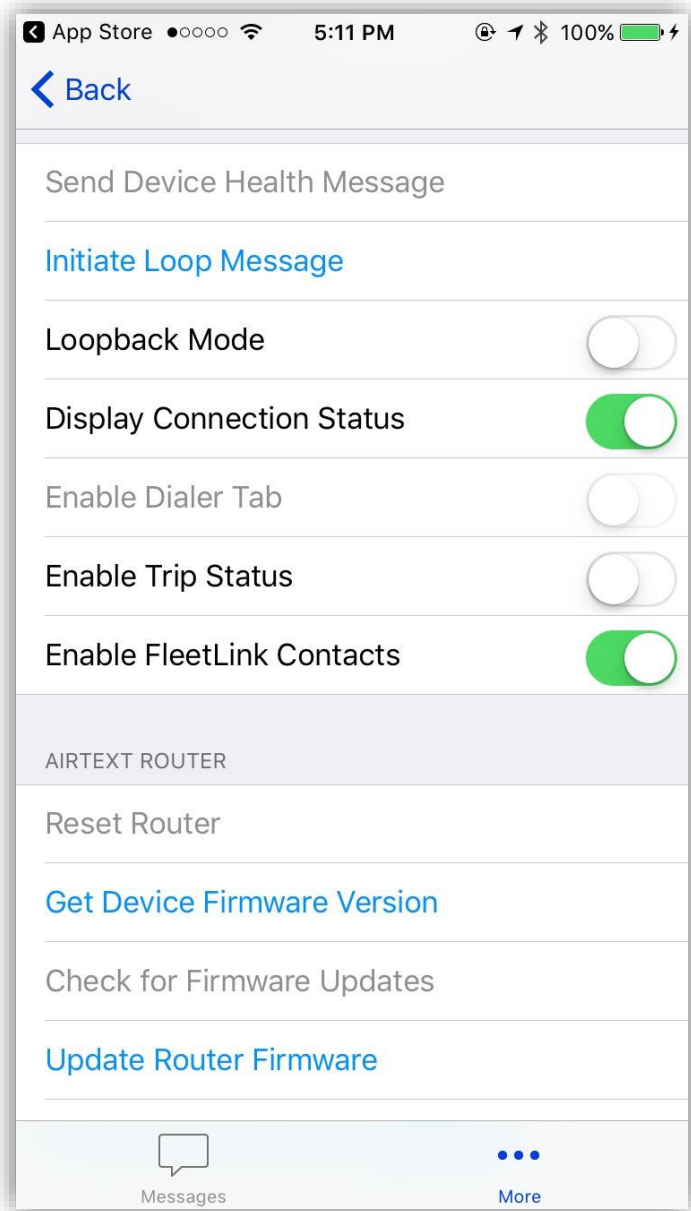 App Store 5:11 PM 100%
Back
Send Device Health Message
Initiate Loop Message
Loopback Mode
Display Connection Status
Enable Dialer Tab
Enable Trip Status
Enable FleetLink Contacts
AIRTEXT ROUTER
Reset Router
Get Device Firmware Version
Check for Firmware Updates
Update Router Firmware
Messages More